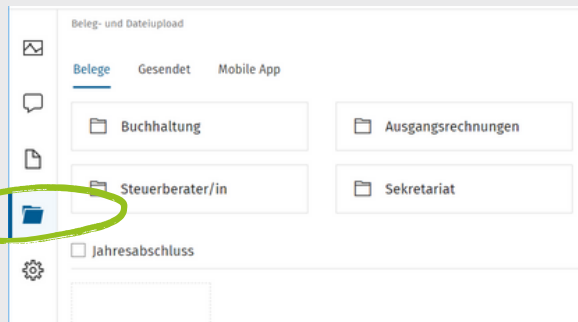 Beleg- und Dateiupload
Belege Gesendet Mobile App
Buchhaltung Ausgangsrechnungen
Steuerberater/in Sekretariat
Jahresabschluss